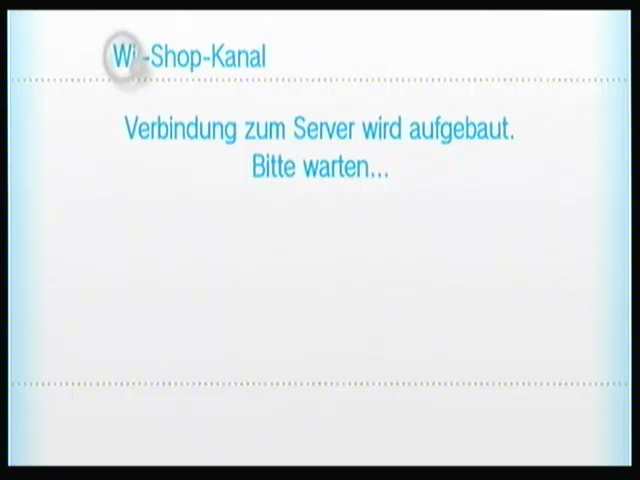 Wii-Shop-Kanal
Verbindung zum Server wird aufgebaut.
Bitte warten...